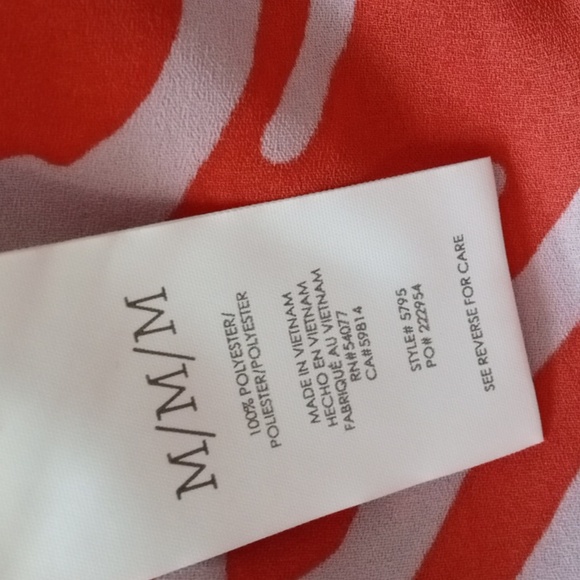 M/M/M
100% POLYESTER/
POLIESTER/POLYESTER
MADE IN VIETNAM
HECHO EN VIETNAM
FABRIQUÉ AU VIETNAM
RN#54077
CA#59814
STYLE# 5795
PO# 222954
SEE REVERSE FOR CARE